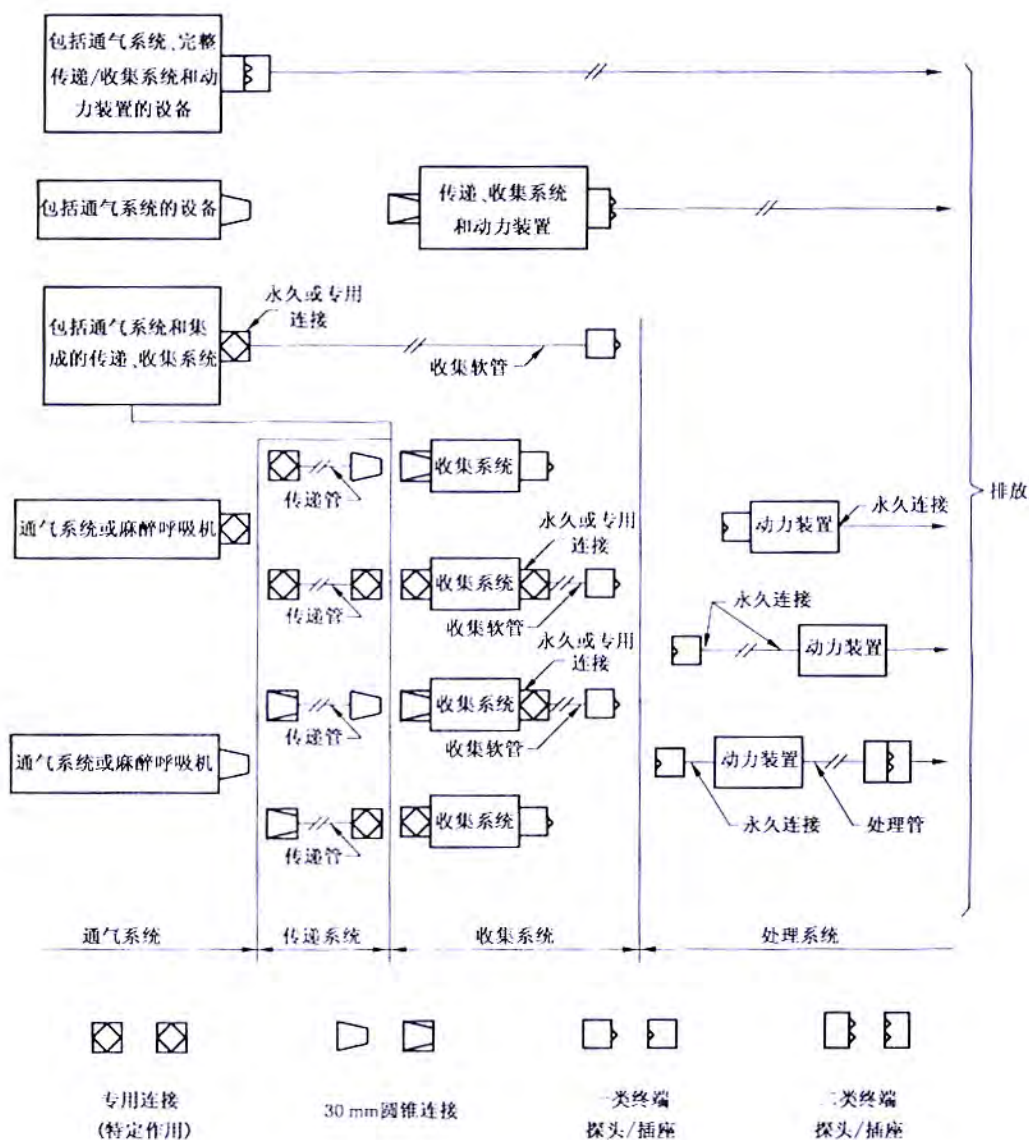 包括通气系统、完整
传递/收集系统和动
力装置的设备
包括通气系统的设备
传递、收集系统
和动力装置
包括通气系统和集
成的传递、收集系统
永久或专用
连接
收集软管
传递管
收集系统
通气系统或麻醉呼吸机
永久或专用
连接
传递管
收集系统
收集软管
动力装置
永久连接
排放
永久连接
动力装置
永久或专用
连接
传递管
收集系统
收集软管
通气系统或麻醉呼吸机
动力装置
永久连接
处理管
传递管
收集系统
通气系统
传递系统
收集系统
处理系统
专用连接
(特定作用)
30 mm圆锥连接
一类终端
探头/插座
二类终端
探头/插座